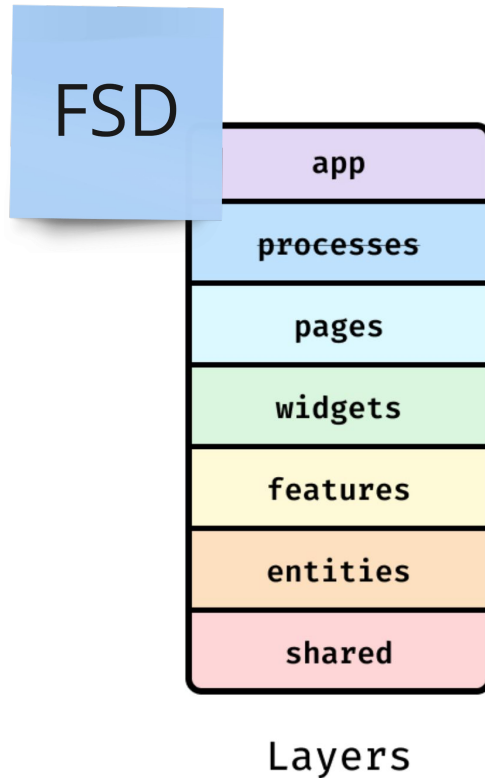 FSD
app
processes
pages
widgets
features
entities
shared
Layers